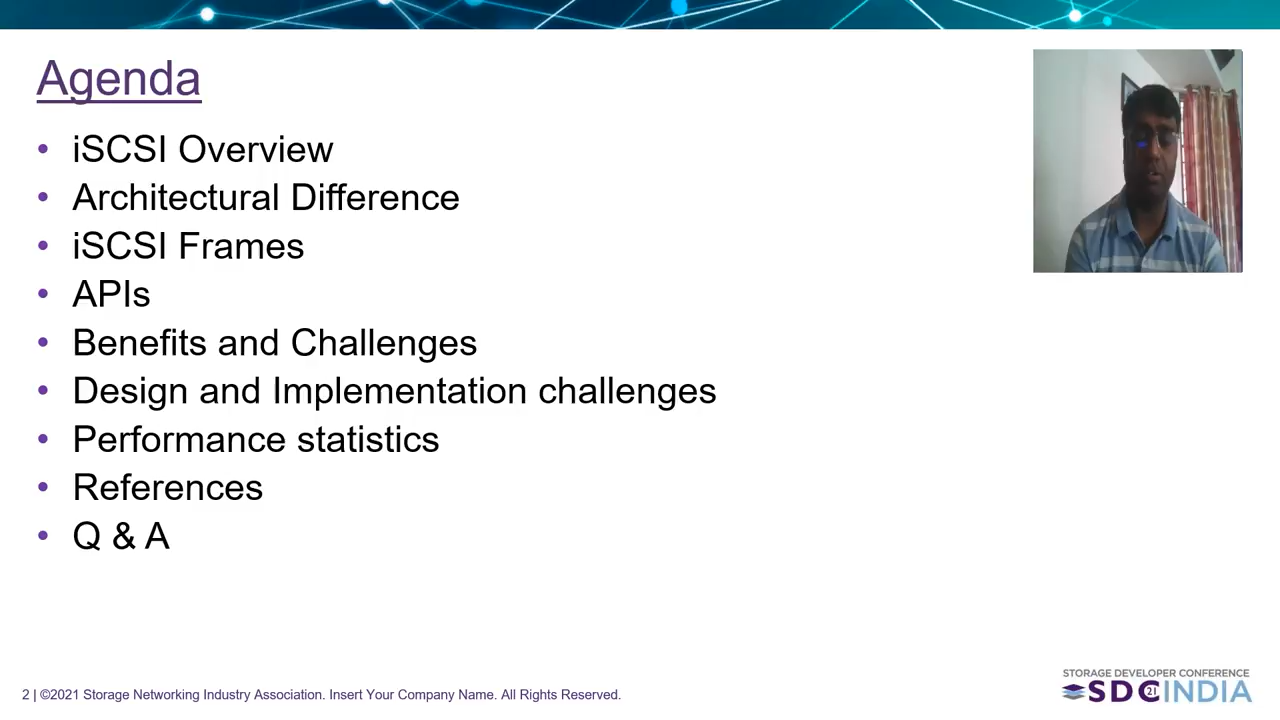 Agenda
• iSCSI Overview
• Architectural Difference
• iSCSI Frames
• APIs
• Benefits and Challenges
• Design and Implementation challenges
• Performance statistics
• References
• Q & A
2 | ©2021 Storage Networking Industry Association. Insert Your Company Name. All Rights Reserved.
STORAGE DEVELOPER CONFERENCE
SDC 21 INDIA